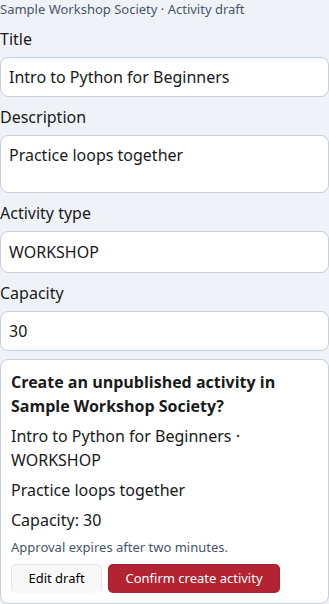 Sample Workshop Society · Activity draft
Title
Intro to Python for Beginners
Description
Practice loops together
Activity type
WORKSHOP
Capacity
30
Create an unpublished activity in
Sample Workshop Society?
Intro to Python for Beginners ·
WORKSHOP
Practice loops together
Capacity: 30
Approval expires after two minutes.
Edit draft
Confirm create activity